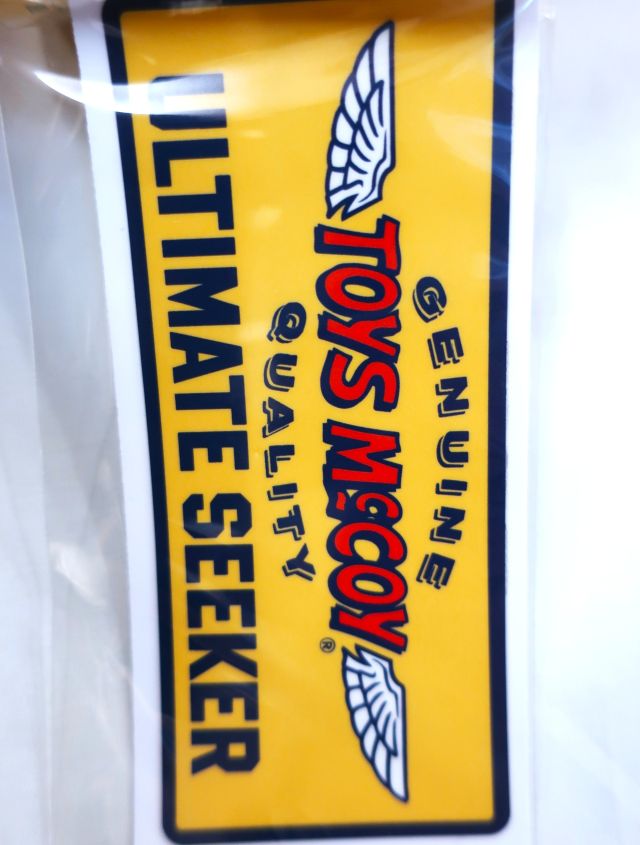 GENUINE
TOYS McCOY®
QUALITY
ULTIMATE SEEKER